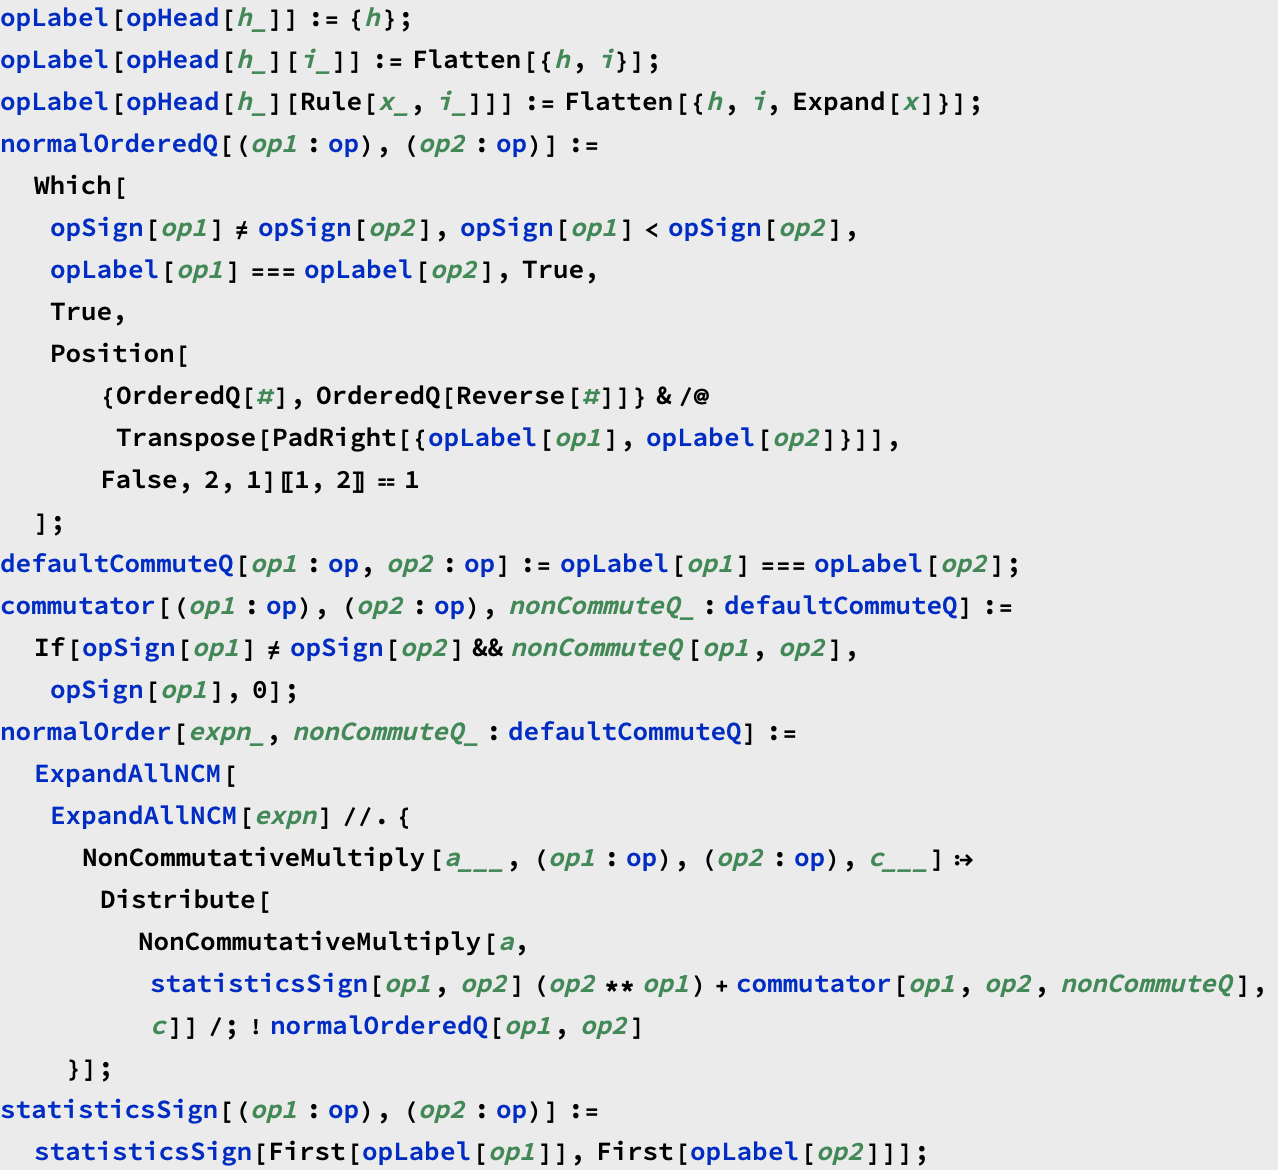 opLabel[opHead[h_]] := {h};
opLabel[opHead[h_][i_]] := Flatten[{h, i}];
opLabel[opHead[h_][Rule[x_, i_]]] := Flatten[{h, i, Expand[x]}];
normalOrderedQ[(op1 : op), (op2 : op)] :=
Which[
opSign[op1] ≠ opSign[op2], opSign[op1] < opSign[op2],
opLabel[op1] === opLabel[op2], True,
True,
Position[
{OrderedQ[#], OrderedQ[Reverse[#]]} & /@
Transpose[PadRight[{opLabel[op1], opLabel[op2]}]],
False, 2, 1]〚1, 2〛 == 1
];
defaultCommuteQ[op1 : op, op2 : op] := opLabel[op1] === opLabel[op2];
commutator[(op1 : op), (op2 : op), nonCommuteQ_ : defaultCommuteQ] :=
If[opSign[op1] ≠ opSign[op2] && nonCommuteQ[op1, op2],
opSign[op1], 0];
normalOrder[expn_, nonCommuteQ_ : defaultCommuteQ] :=
ExpandAllNCM[
ExpandAllNCM[expn] //. {
NonCommutativeMultiply[a___, (op1 : op), (op2 : op), c___] :→
Distribute[
NonCommutativeMultiply[a,
statisticsSign[op1, op2] (op2 ** op1) + commutator[op1, op2, nonCommuteQ],
c]] /; ! normalOrderedQ[op1, op2]
}];
statisticsSign[(op1 : op), (op2 : op)] :=
statisticsSign[First[opLabel[op1]], First[opLabel[op2]]];